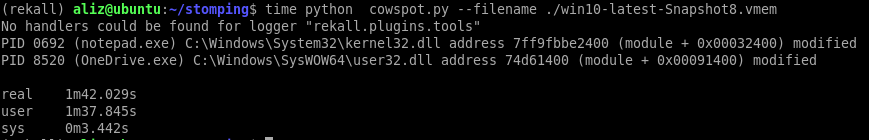 (rekall) aliz@ubuntu:~/stomping$ time python  cowspot.py --filename ./win10-latest-Snapshot8.vmem
No handlers could be found for logger "rekall.plugins.tools"
PID 0692 (notepad.exe) C:\Windows\System32\kernel32.dll address 7ff9fbbe2400 (module + 0x00032400) modified
PID 8520 (OneDrive.exe) C:\Windows\SysWOW64\user32.dll address 74d61400 (module + 0x00091400) modified
real    1m42.029s
user    1m37.845s
sys     0m3.442s